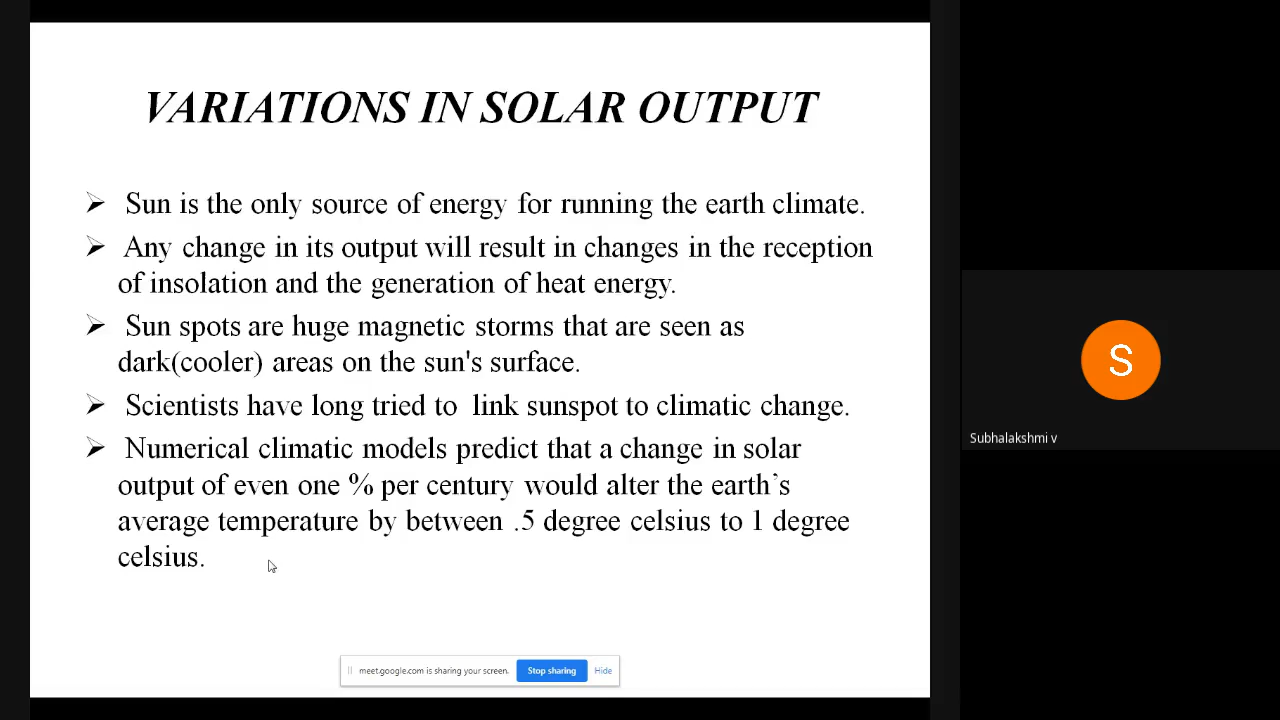 VARIATIONS IN SOLAR OUTPUT
➢ Sun is the only source of energy for running the earth climate.
➢ Any change in its output will result in changes in the reception
of insolation and the generation of heat energy.
➢ Sun spots are huge magnetic storms that are seen as
dark(cooler) areas on the sun's surface.
➢ Scientists have long tried to link sunspot to climatic change.
➢ Numerical climatic models predict that a change in solar
output of even one % per century would alter the earth`s
average temperature by between .5 degree celsius to 1 degree
celsius.
meet.google.com is sharing your screen. Stop sharing Hide
S
Subhalakshmi v